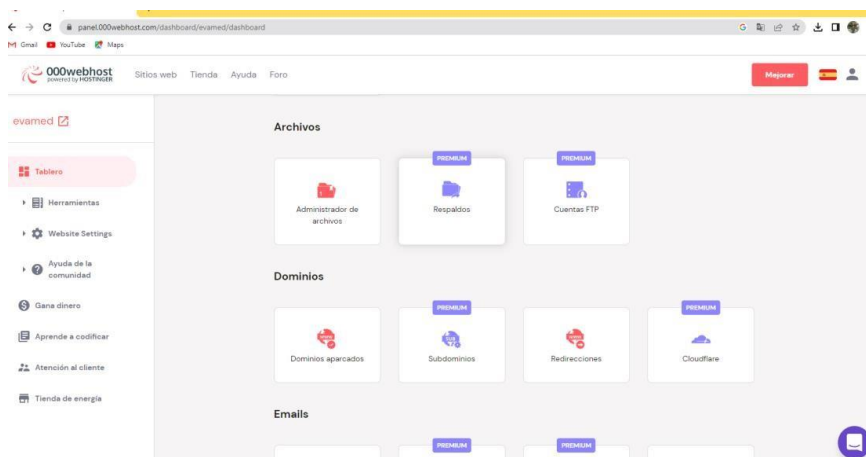 panel.000webhost.com/dashboard/evamed/dashboard
Gmail YouTube Maps
000webhost
powered by HOSTINGER
Sitios web Tienda Ayuda Foro
Mejorar
evamed
Tablero
Herramientas
Website Settings
Ayuda de la
comunidad
Gana dinero
Aprende a codificar
Atención al cliente
Tienda de energía
Archivos
PREMIUM PREMIUM
Administrador de
archivos
Respaldos
Cuentas FTP
Dominios
PREMIUM PREMIUM
Dominios aparcados
Subdominios
Redirecciones
Cloudflare
Emails
PREMIUM PREMIUM